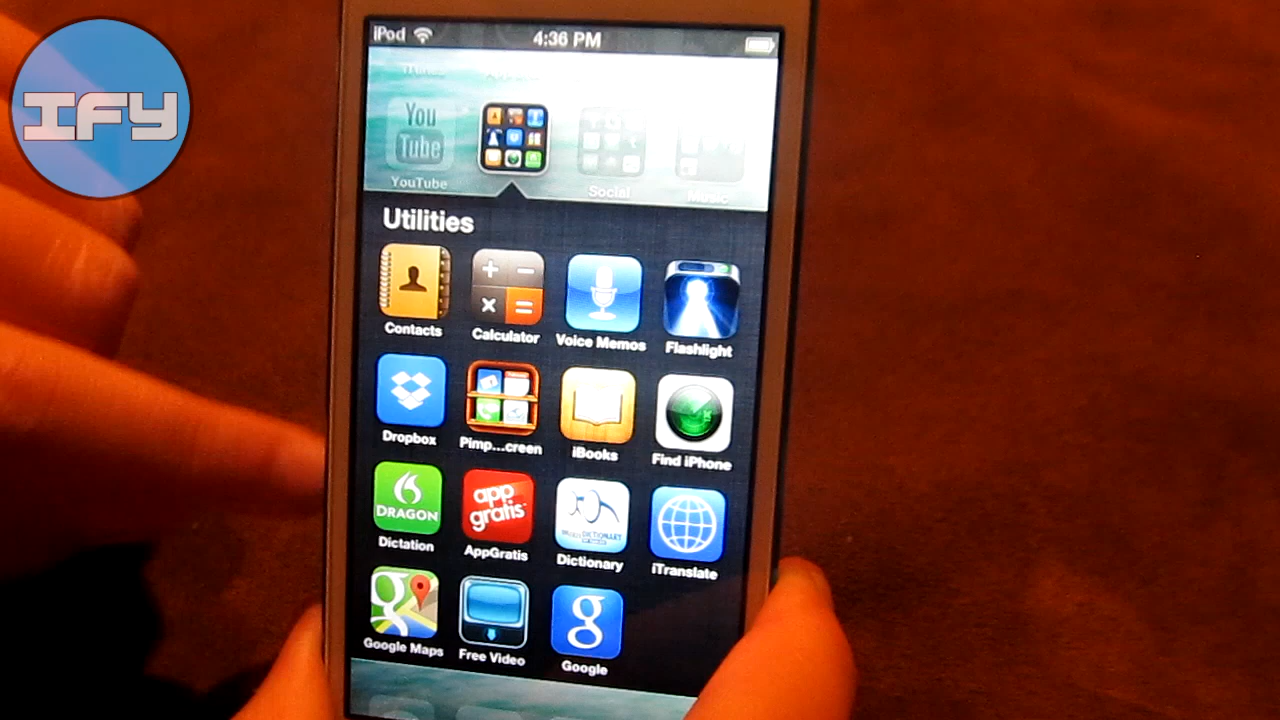 IFY
iPod 4:36 PM
You
Tube
YouTube Social Music
Utilities
Contacts Calculator Voice Memos Flashlight
Dropbox Pimp...creen iBooks Find iPhone
DRAGON app
gratis
Dictation AppGratis Dictionary iTranslate
g g
Google Maps Free Video Google